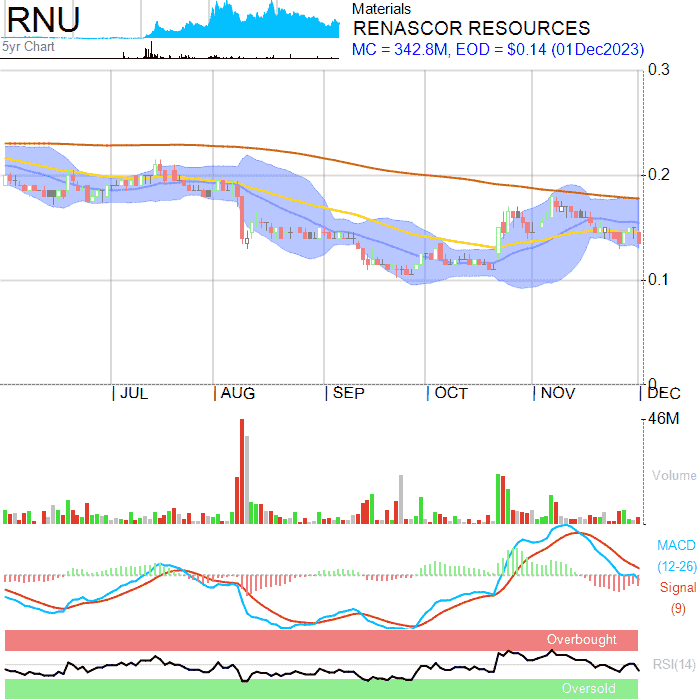 RNU
5yr Chart
Materials
RENASCOR RESOURCES
MC = 342.8M, EOD = $0.14 (01Dec2023)
0.3
0.2
0.1
0
JUL AUG SEP OCT NOV DEC
46M
Volume
MACD
(12-26)
Signal
(9)
Overbought
RSI(14)
Oversold